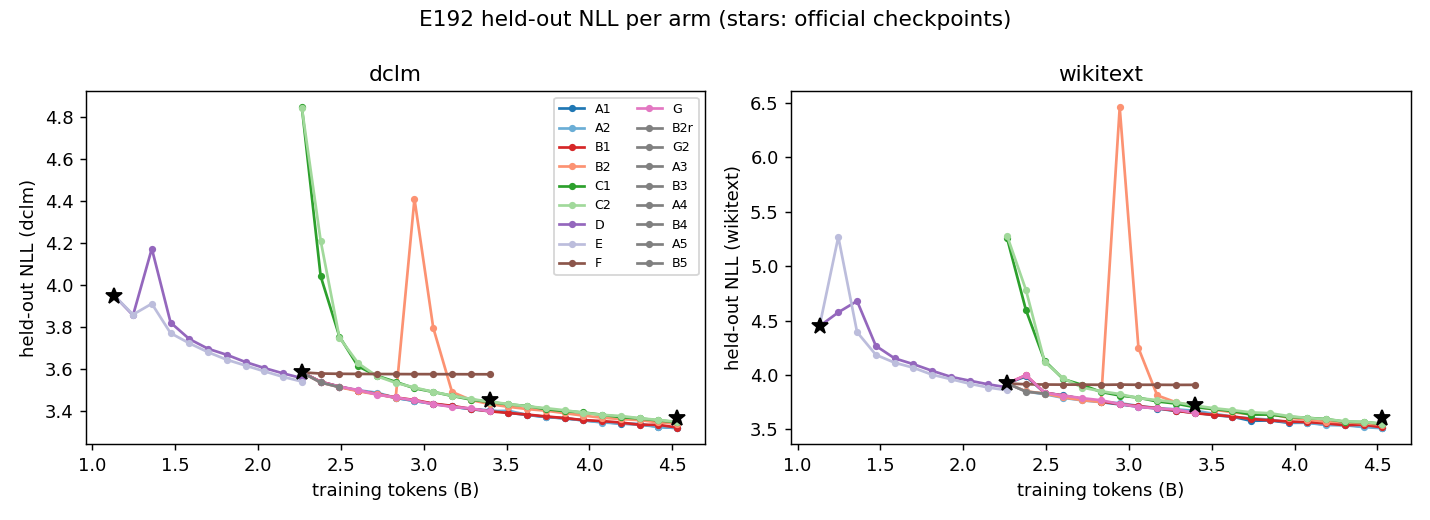 E192 held-out NLL per arm (stars: official checkpoints)
dclm
held-out NLL (dclm)
4.8
4.6
4.4
4.2
4.0
3.8
3.6
3.4
1.0 1.5 2.0 2.5 3.0 3.5 4.0 4.5
training tokens (B)
A1 G
A2 B2r
B1 G2
B2 A3
C1 B3
C2 A4
D B4
E A5
F B5
wikitext
held-out NLL (wikitext)
6.5
6.0
5.5
5.0
4.5
4.0
3.5
1.0 1.5 2.0 2.5 3.0 3.5 4.0 4.5
training tokens (B)